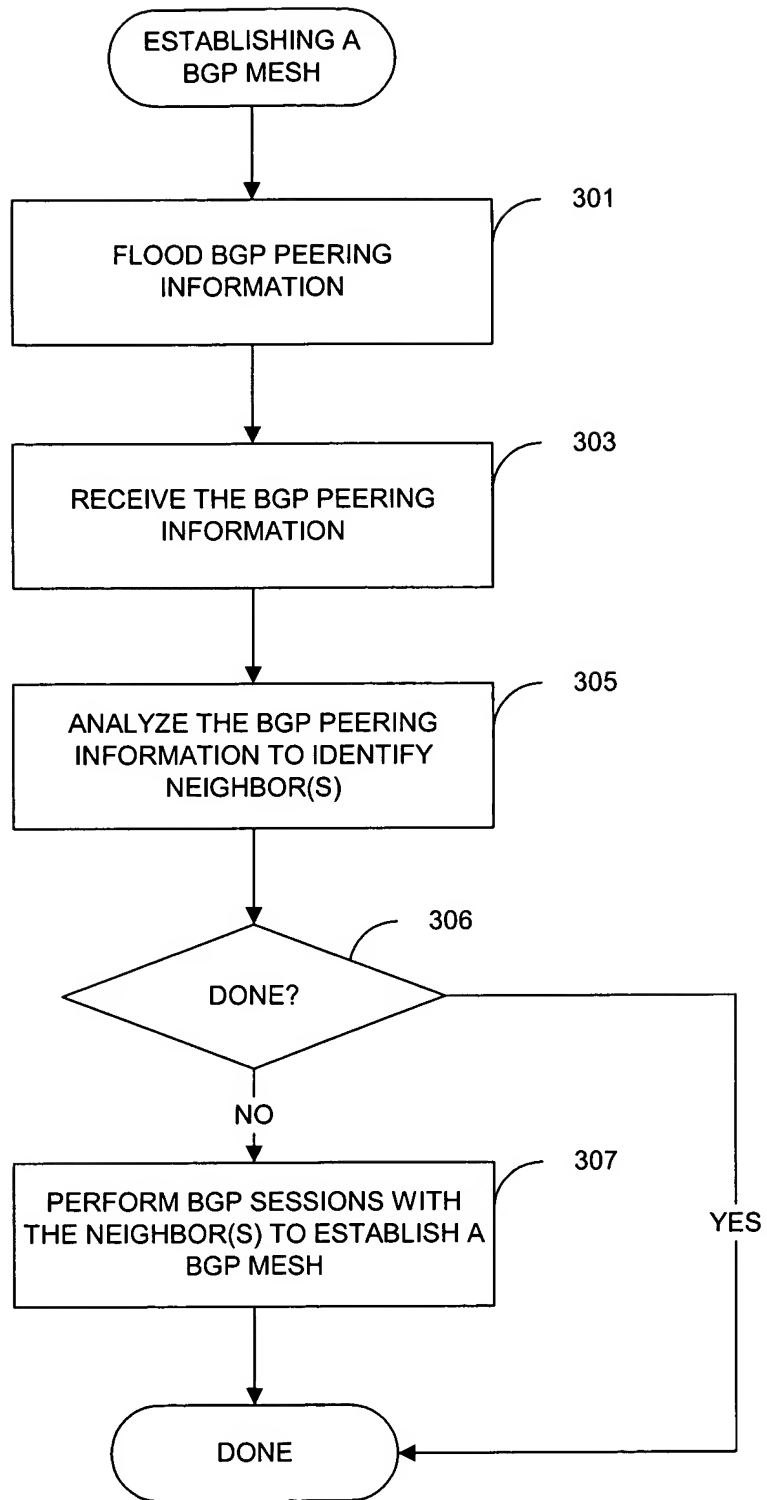 ESTABLISHING A
BGP MESH
301
FLOOD BGP PEERING
INFORMATION
303
RECEIVE THE BGP PEERING
INFORMATION
305
ANALYZE THE BGP PEERING
INFORMATION TO IDENTIFY
NEIGHBOR(S)
306
DONE?
NO
307
PERFORM BGP SESSIONS WITH
THE NEIGHBOR(S) TO ESTABLISH A
BGP MESH
YES
DONE